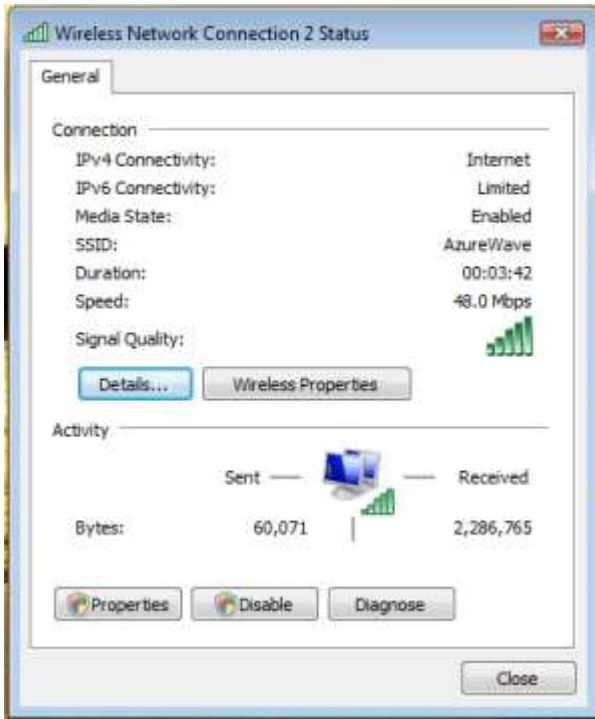 Wireless Network Connection 2 Status
General
Connection
IPv4 Connectivity: Internet
IPv6 Connectivity: Limited
Media State: Enabled
SSID: AzureWave
Duration: 00:03:42
Speed: 48.0 Mbps
Signal Quality:
Details... Wireless Properties
Activity
Sent Received
Bytes: 60,071 2,286,765
Properties Disable Diagnose
Close